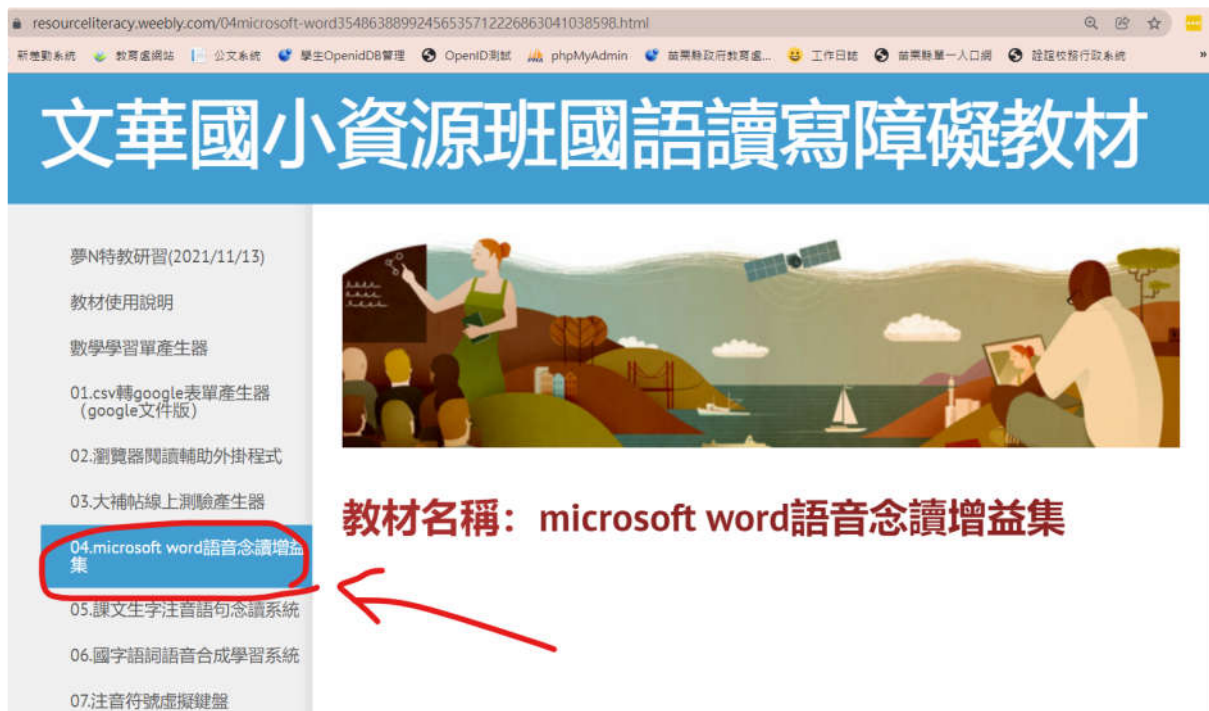 resourceliteracy.weebly.com/04microsoft-word35486388992456535712226863041038598.html
新差勤系統 教育處網站 公文系統 學生OpenidDB管理 OpenID測試 phpMyAdmin 苗栗縣政府教育處... 工作日誌 苗栗縣單一入口網 詮誼校務行政系統 »
文華國小資源班國語讀寫障礙教材
夢N特教研習(2021/11/13)
教材使用說明
數學學習單產生器
01.csv轉google表單產生器
(google文件版)
02.瀏覽器閱讀輔助外掛程式
03.大補帖線上測驗產生器
04.microsoft word語音念讀增益
集
05.課文生字注音語句念讀系統
06.國字語詞語音合成學習系統
07.注音符號虛擬鍵盤
教材名稱：microsoft word語音念讀增益集